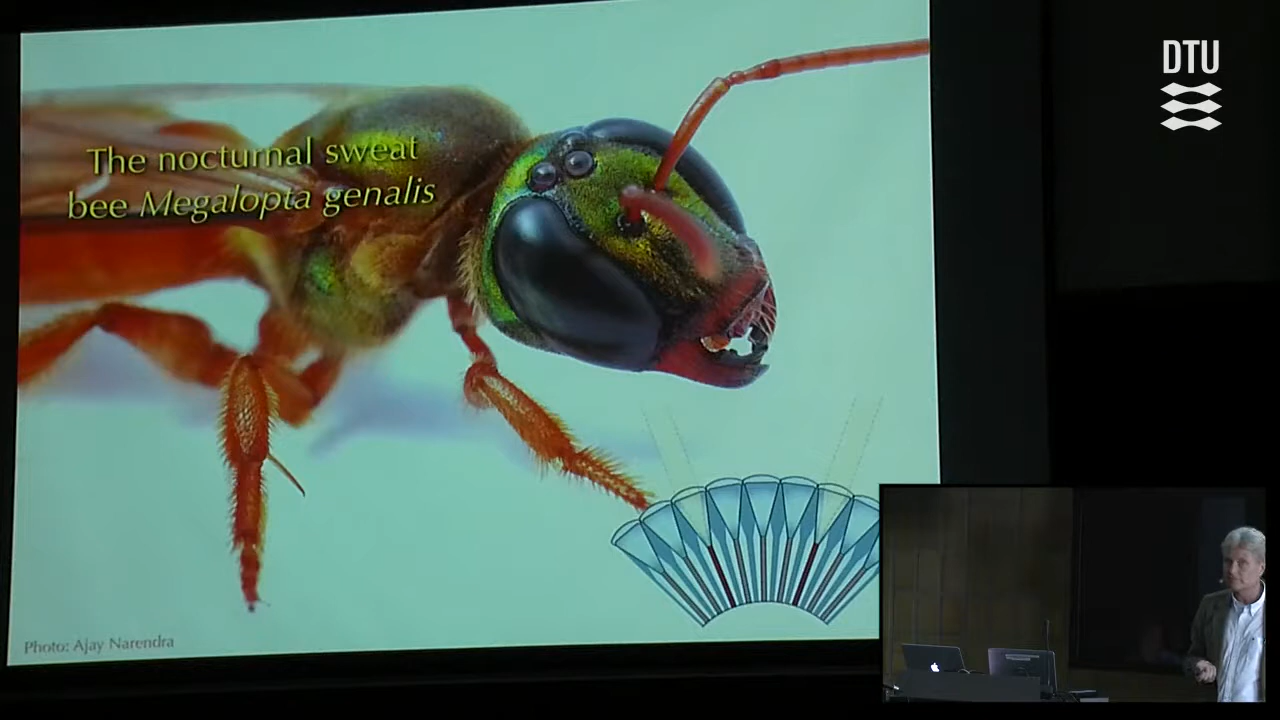 DTU
The nocturnal sweat
bee Megalopta genalis
Photo: Ajay Narendra